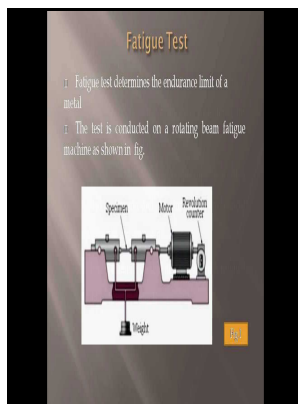 Fatigue Test
Fatigue test determines the endurance limit of a
metal
The test is conducted on a rotating beam fatigue
machine as shown in fig.
Specimen
Motor
Revolution
counter
Weight